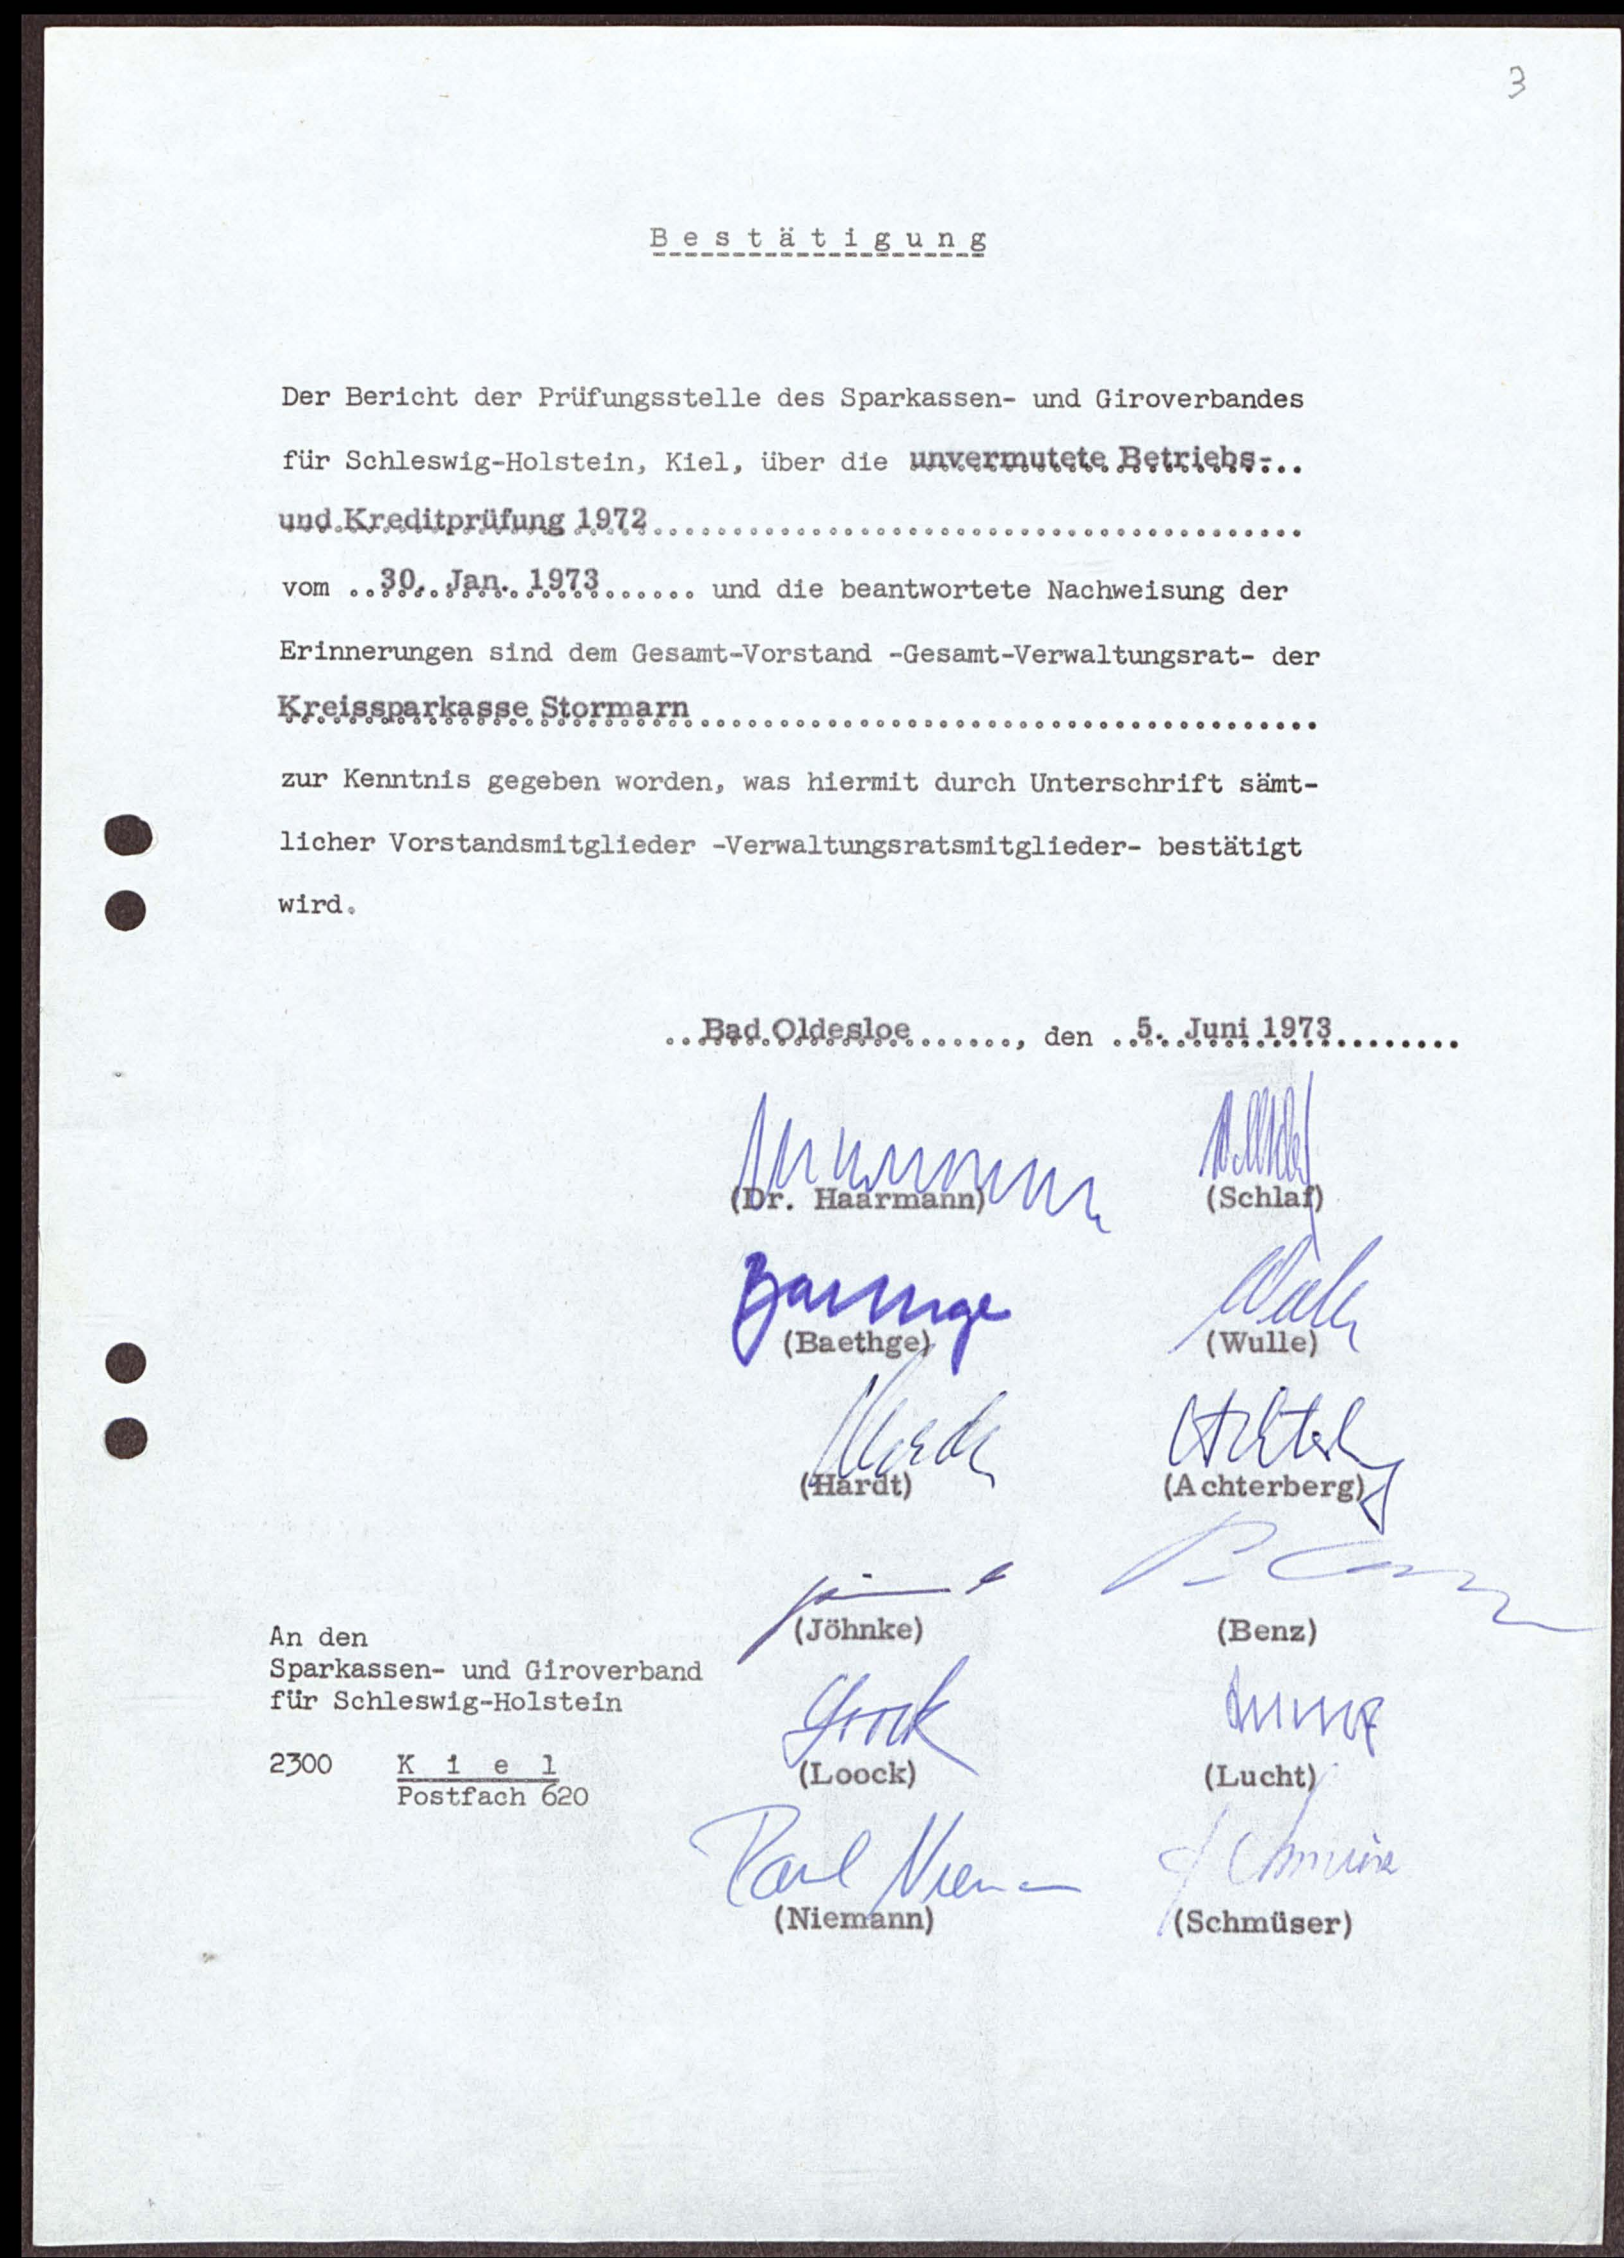 3
Bestätigung
Der Bericht der Prüfungsstelle des Sparkassen- und Giroverbandes
für Schleswig-Holstein, Kiel, über die unvermutete Betriebs-
und Kreditprüfung 1972
vom 30. Jan. 1973 und die beantwortete Nachweisung der
Erinnerungen sind dem Gesamt-Vorstand -Gesamt-Verwaltungsrat- der
Kreissparkasse Stormarn
zur Kenntnis gegeben worden, was hiermit durch Unterschrift sämt-
licher Vorstandsmitglieder -Verwaltungsratsmitglieder- bestätigt
wird.
Bad Oldesloe, den 5. Juni 1973
(Dr. Haarmann) (Schlaf)
(Baethge) (Wulle)
(Hardt) (Achterberg)
(Jöhnke) (Benz)
(Loock) (Lucht)
(Niemann) (Schmüser)
An den
Sparkassen- und Giroverband
für Schleswig-Holstein
2300 Kiel
Postfach 620